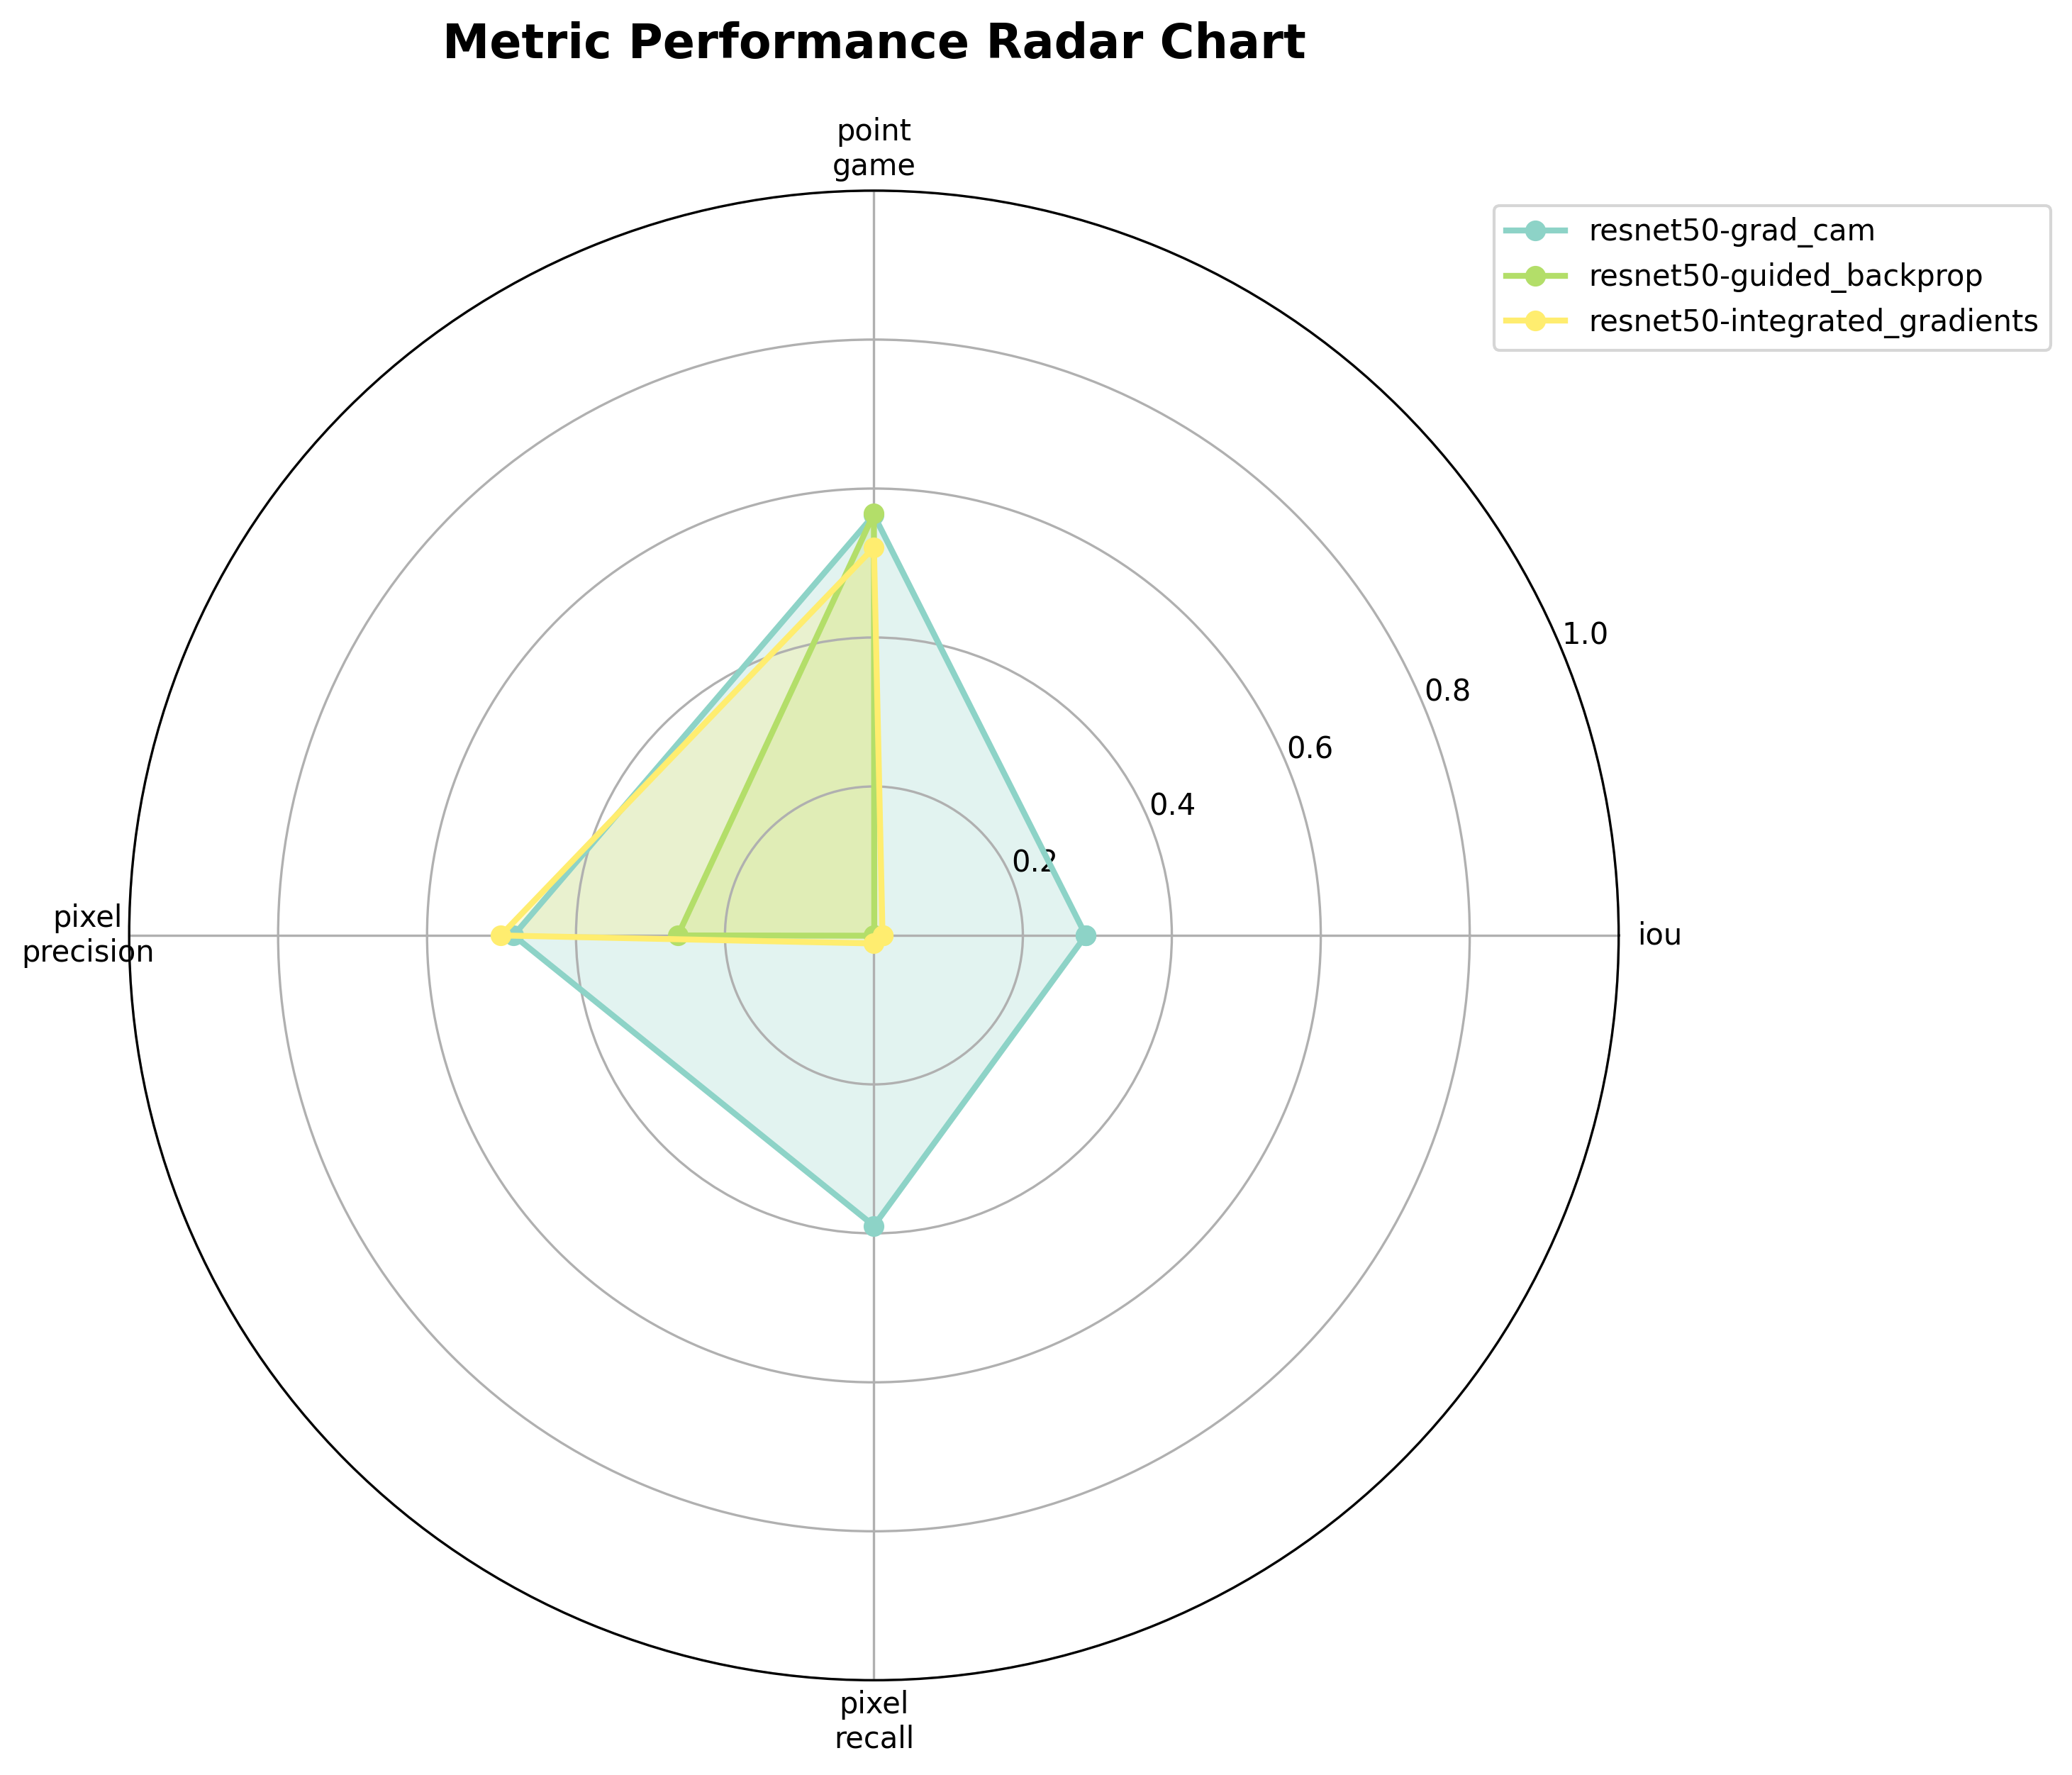 Metric Performance Radar Chart
point
game
resnet50-grad_cam
resnet50-guided_backprop
resnet50-integrated_gradients
1.0
0.8
0.6
0.4
0.2
pixel
precision
iou
pixel
recall